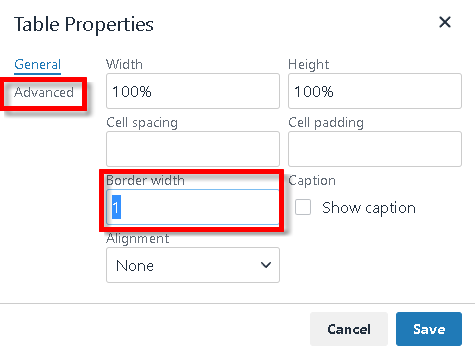 Table Properties
General
Advanced
Width
Height
100%
100%
Cell spacing
Cell padding
Border width
Caption
1
Show caption
Alignment
None
Cancel
Save